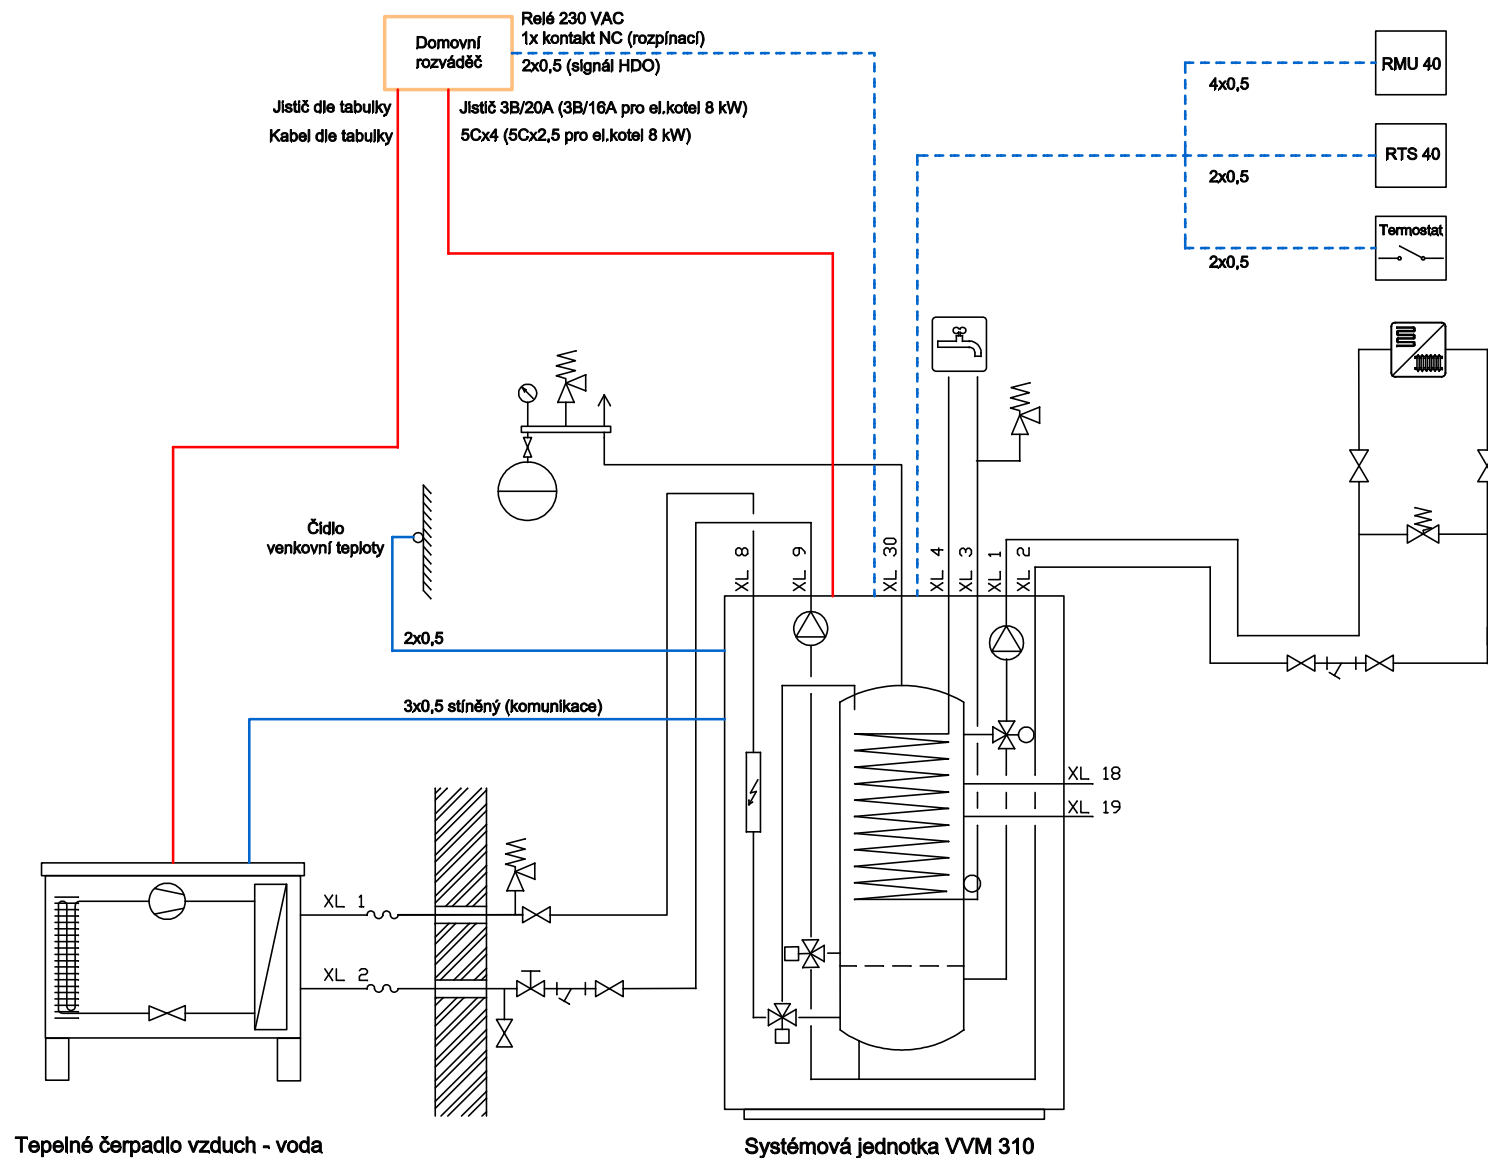 Relé 230 VAC
1x kontakt NC (rozpínací)
2x0,5 (signál HDO)
Domovní
rozváděč
Jistič dle tabulky
Kabel dle tabulky
Jistič 3B/20A (3B/16A pro el.kotel 8 kW)
5Cx4 (5Cx2,5 pro el.kotel 8 kW)
RMU 40
4x0,5
RTS 40
2x0,5
Termostat
2x0,5
Čidlo
venkovní teploty
2x0,5
3x0,5 stíněný (komunikace)
XL 8
XL 9
XL 30
XL 4
XL 3
XL 1
XL 2
XL 18
XL 19
XL 1
XL 2
Tepelné čerpadlo vzduch - voda
Systémová jednotka VVM 310